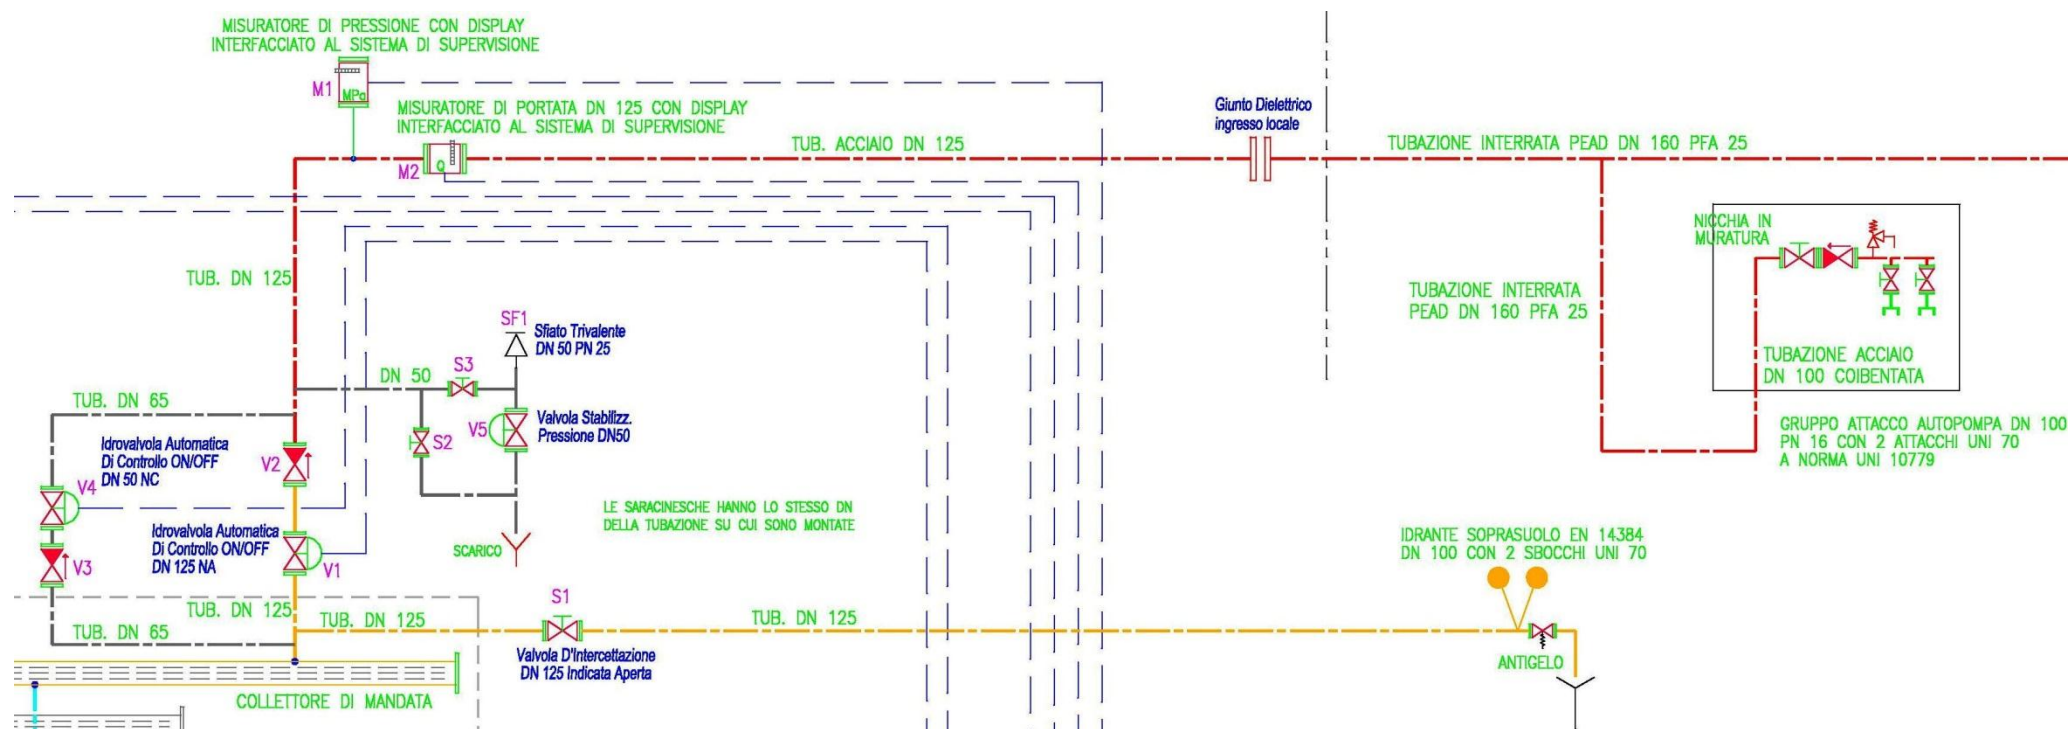 MISURATORE DI PRESSIONE CON DISPLAY
INTERFACCIATO AL SISTEMA DI SUPERVISIONE
M1
MPa
MISURATORE DI PORTATA DN 125 CON DISPLAY
INTERFACCIATO AL SISTEMA DI SUPERVISIONE
M2
Q
TUB. ACCIAIO DN 125
Giunto Dielettrico
ingresso locale
TUBAZIONE INTERRATA PEAD DN 160 PFA 25
NICCHIA IN
MURATURA
TUB. DN 125
TUBAZIONE INTERRATA
PEAD DN 160 PFA 25
SF1
Sfiato Trivalente
DN 50 PN 25
TUBAZIONE ACCIAIO
DN 100 COIBENTATA
S3
DN 50
TUB. DN 65
Idrovalvola Automatica
Di Controllo ON/OFF
DN 50 NC
V2
S2
V5
Valvola Stabilizz.
Pressione DN50
GRUPPO ATTACCO AUTOPOMPA DN 100
PN 16 CON 2 ATTACCHI UNI 70
A NORMA UNI 10779
V4
LE SARACINESCHE HANNO LO STESSO DN
DELLA TUBAZIONE SU CUI SONO MONTATE
Idrovalvola Automatica
Di Controllo ON/OFF
DN 125 NA
SCARICO
IDRANTE SOPRASUOLO EN 14384
DN 100 CON 2 SBOCCHI UNI 70
V3
V1
S1
TUB. DN 125
TUB. DN 125
TUB. DN 125
TUB. DN 65
Valvola D'Intercettazione
DN 125 Indicata Aperta
ANTIGELO
COLLETTORE DI MANDATA